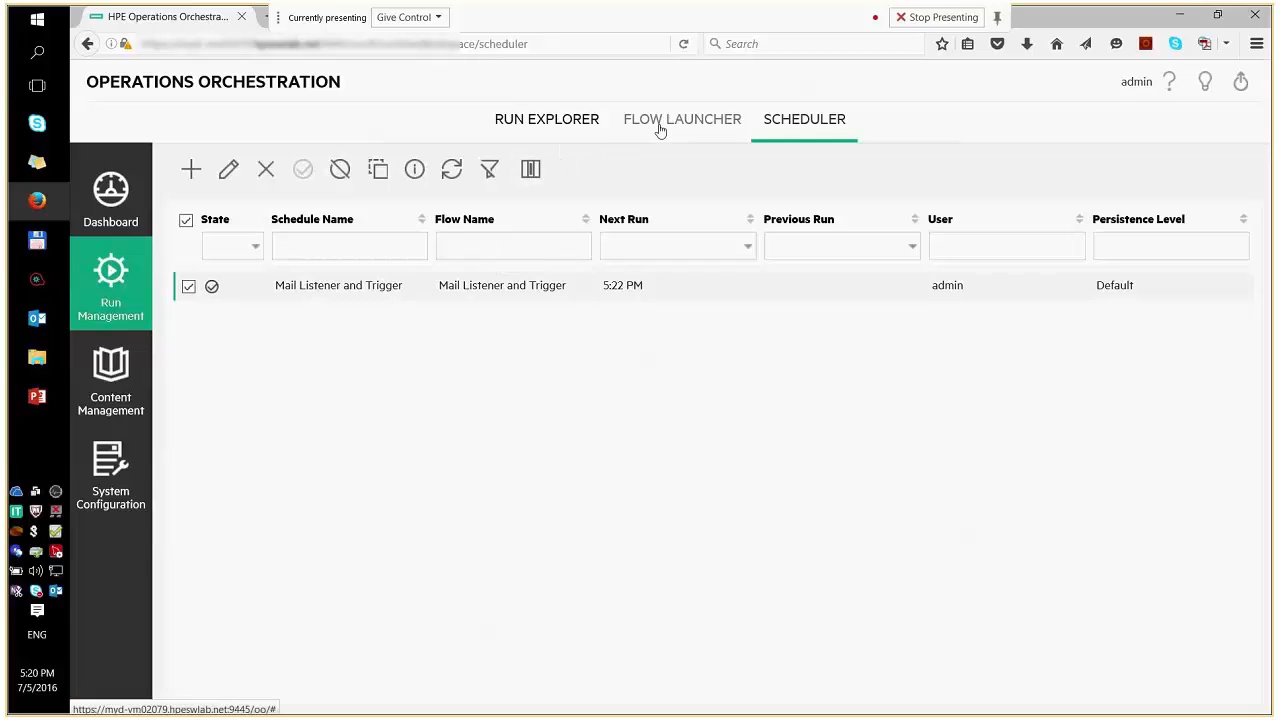 HPE Operations Orchestra...
Currently presenting
Give Control
Stop Presenting
ace/scheduler
Search
OPERATIONS ORCHESTRATION
admin
RUN EXPLORER
FLOW LAUNCHER
SCHEDULER
Dashboard
Run
Management
Content
Management
System
Configuration
State
Schedule Name
Flow Name
Next Run
Previous Run
User
Persistence Level
Mail Listener and Trigger
Mail Listener and Trigger
5:22 PM
admin
Default
ENG
5:20 PM
7/5/2016
https://myd-vm02079.hpeswlab.net:9445/oo/#